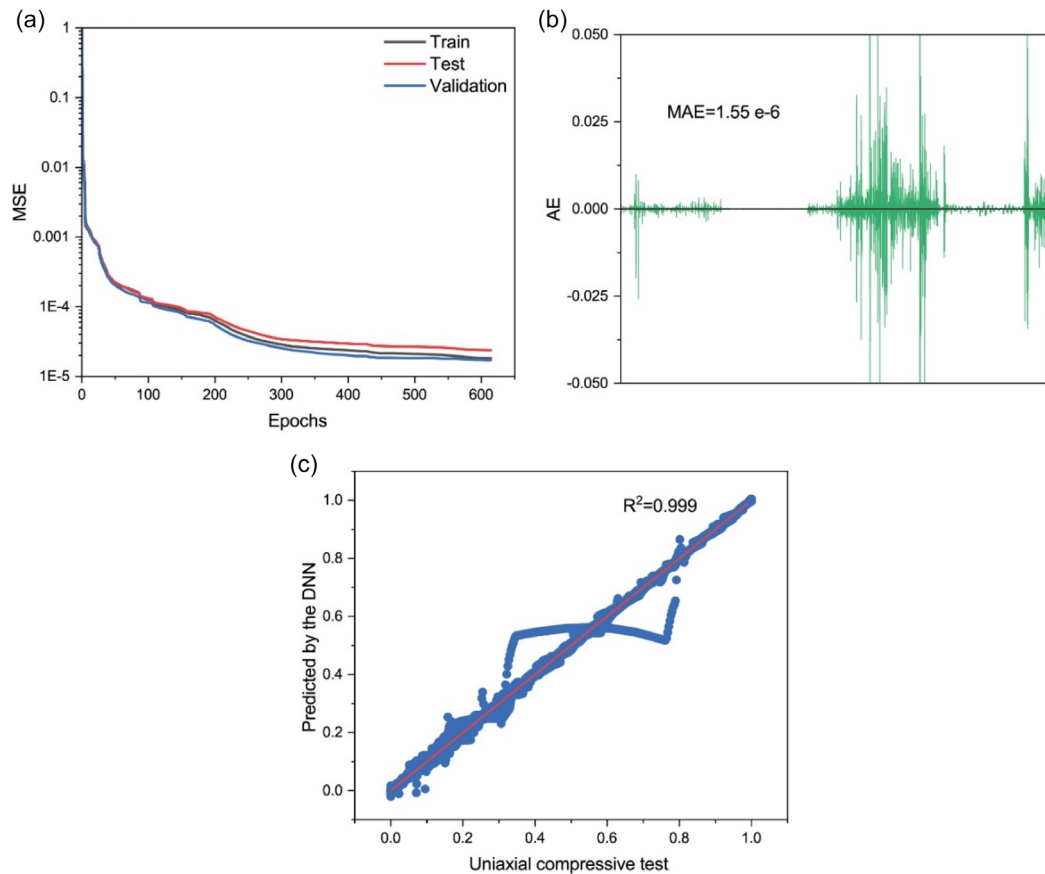 (a)
1
0.1
0.01
0.001
1E-4
1E-5
MSE
Train
Test
Validation
0 100 200 300 400 500 600
Epochs
(b)
0.050
0.025
0.000
-0.025
-0.050
AE
MAE=1.55 e-6
(c)
1.0
0.8
0.6
0.4
0.2
0.0
Predicted by the DNN
R²=0.999
0.0 0.2 0.4 0.6 0.8 1.0
Uniaxial compressive test